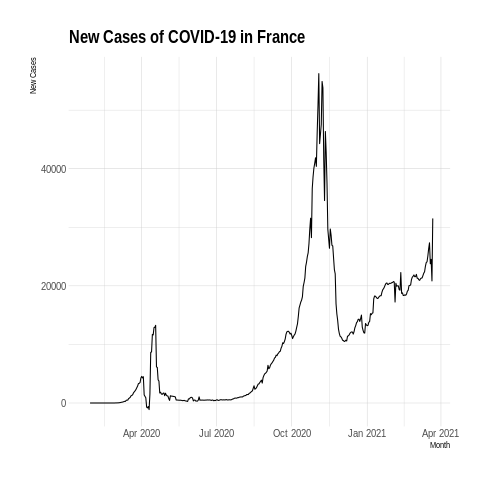 New Cases of COVID-19 in France
New Cases
40000
20000
0
Apr 2020
Jul 2020
Oct 2020
Jan 2021
Apr 2021
Month